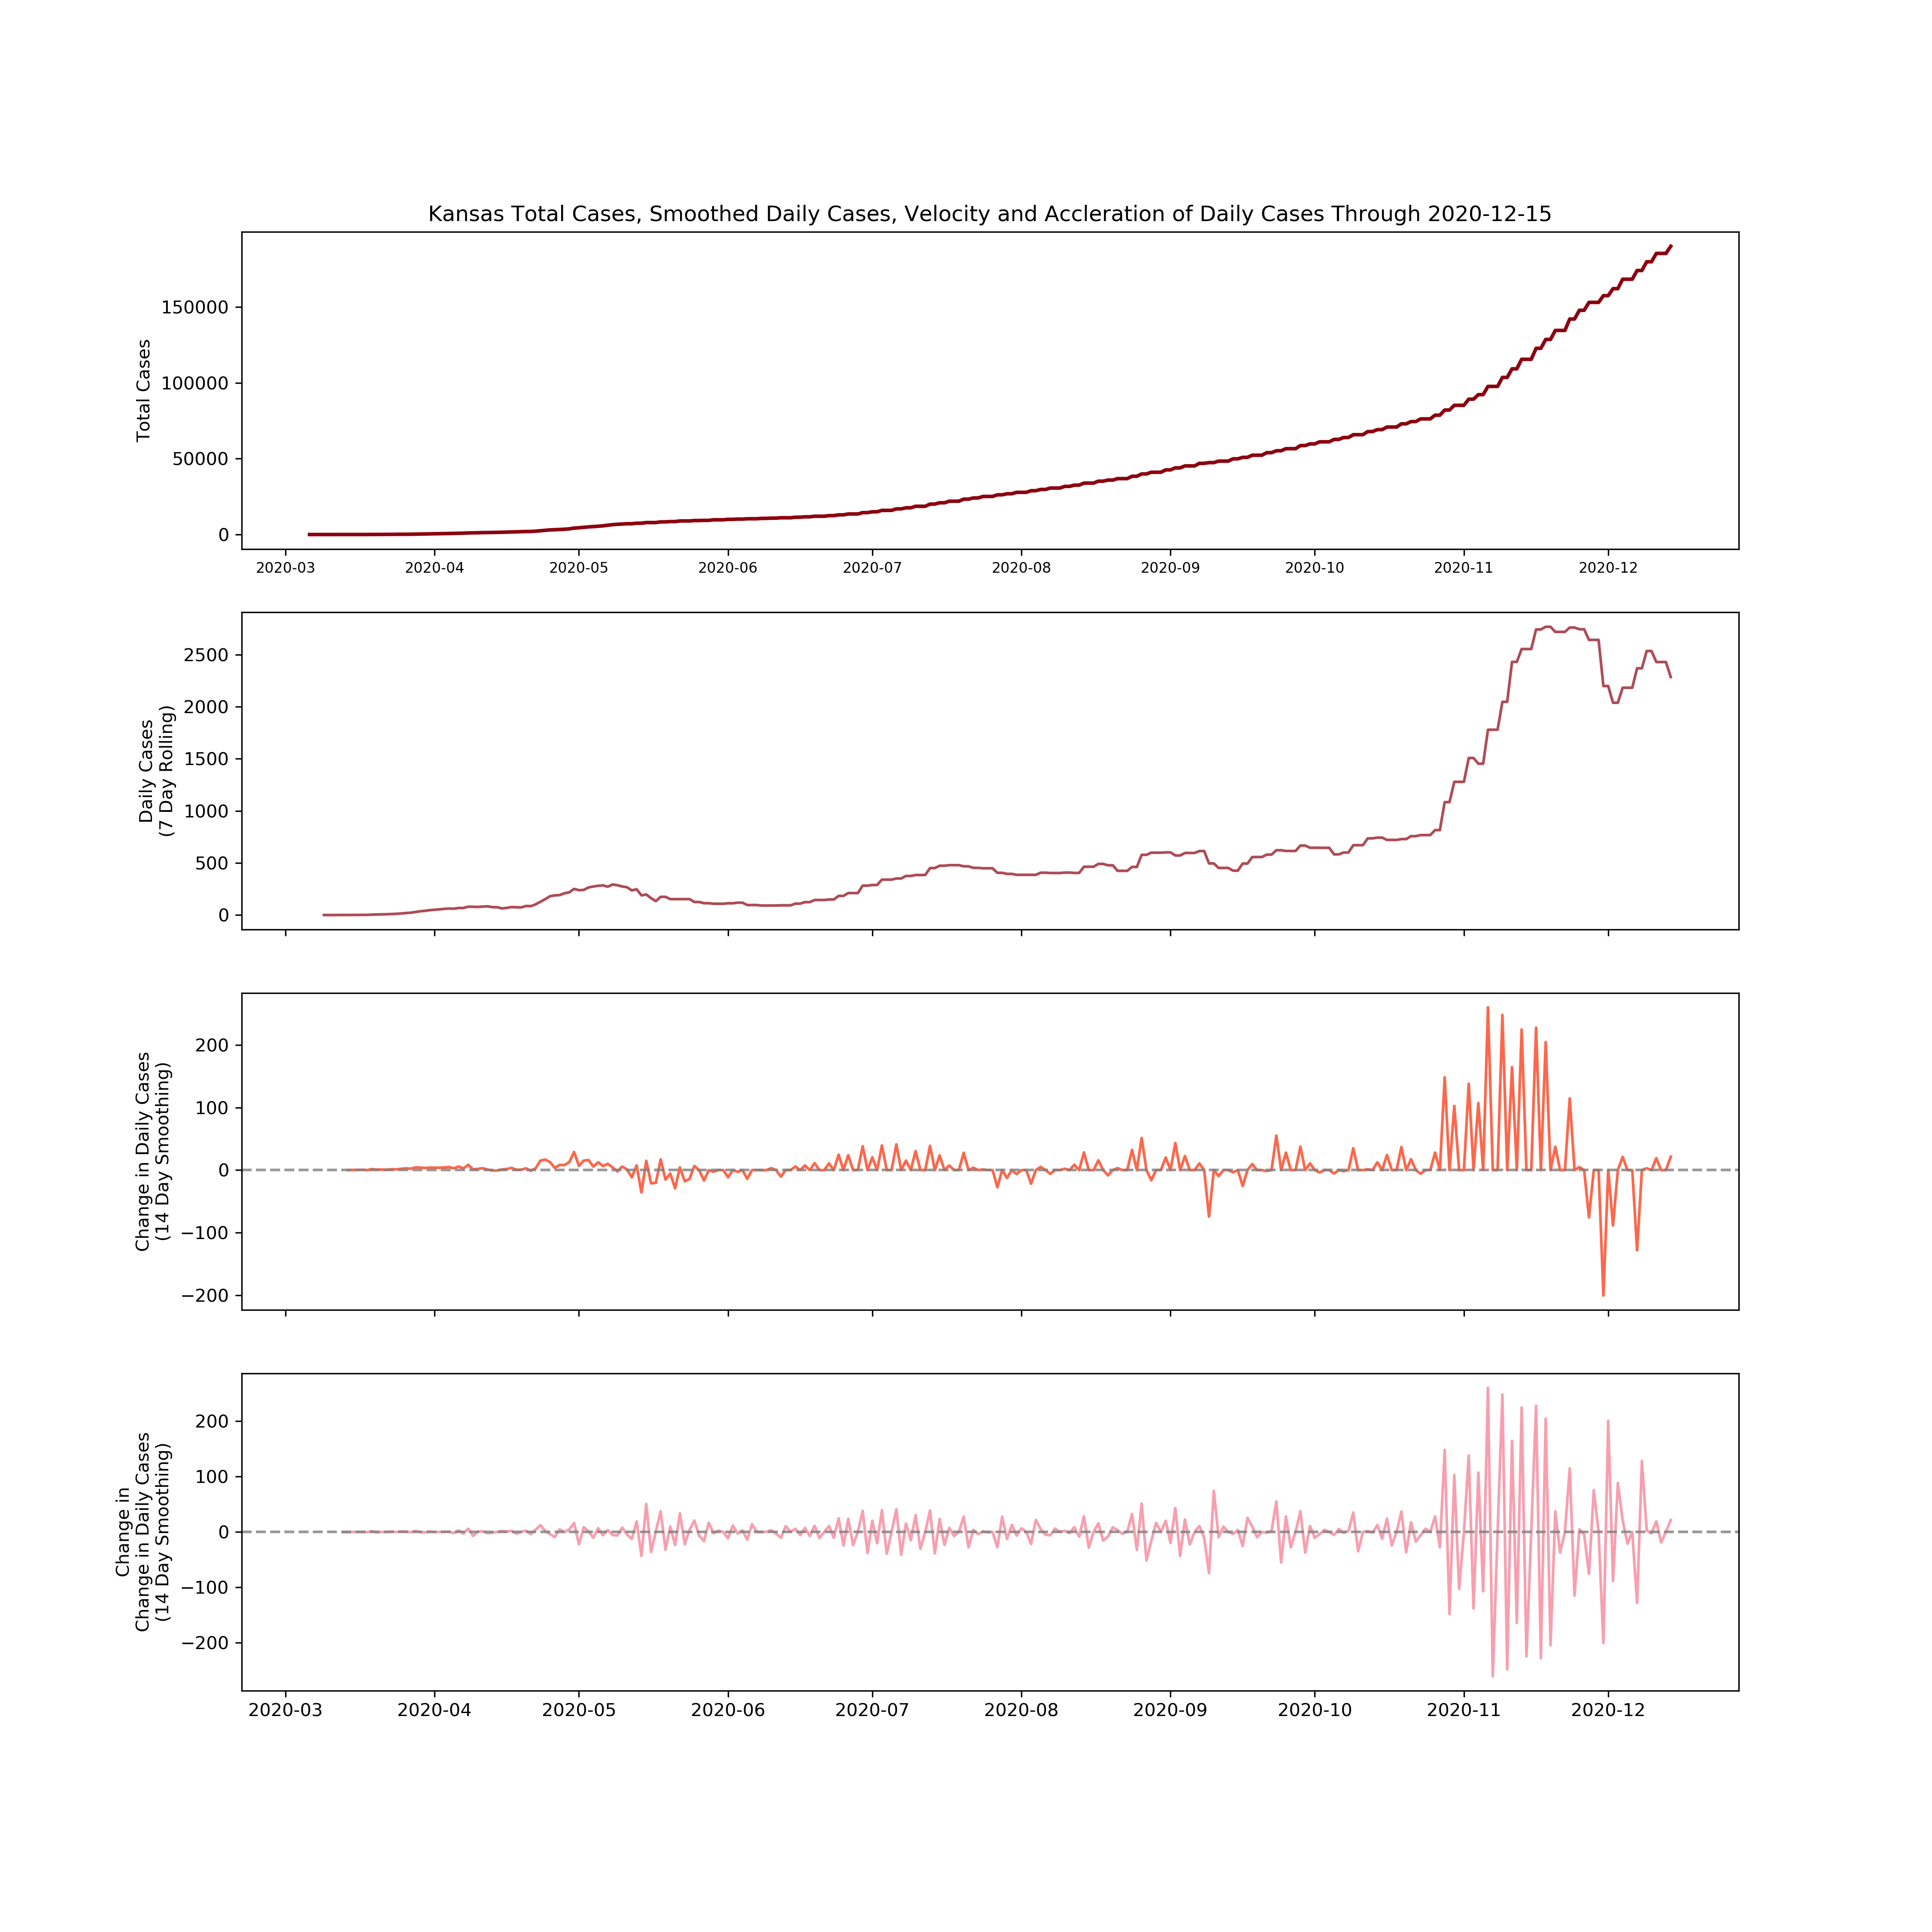 Kansas Total Cases, Smoothed Daily Cases, Velocity and Accleration of Daily Cases Through 2020-12-15
Total Cases
150000
100000
50000
0
2020-03 2020-04 2020-05 2020-06 2020-07 2020-08 2020-09 2020-10 2020-11 2020-12
Daily Cases
(7 Day Rolling)
2500
2000
1500
1000
500
0
Change in Daily Cases
(14 Day Smoothing)
200
100
0
−100
−200
Change in
Change in Daily Cases
(14 Day Smoothing)
200
100
0
−100
−200
2020-03 2020-04 2020-05 2020-06 2020-07 2020-08 2020-09 2020-10 2020-11 2020-12